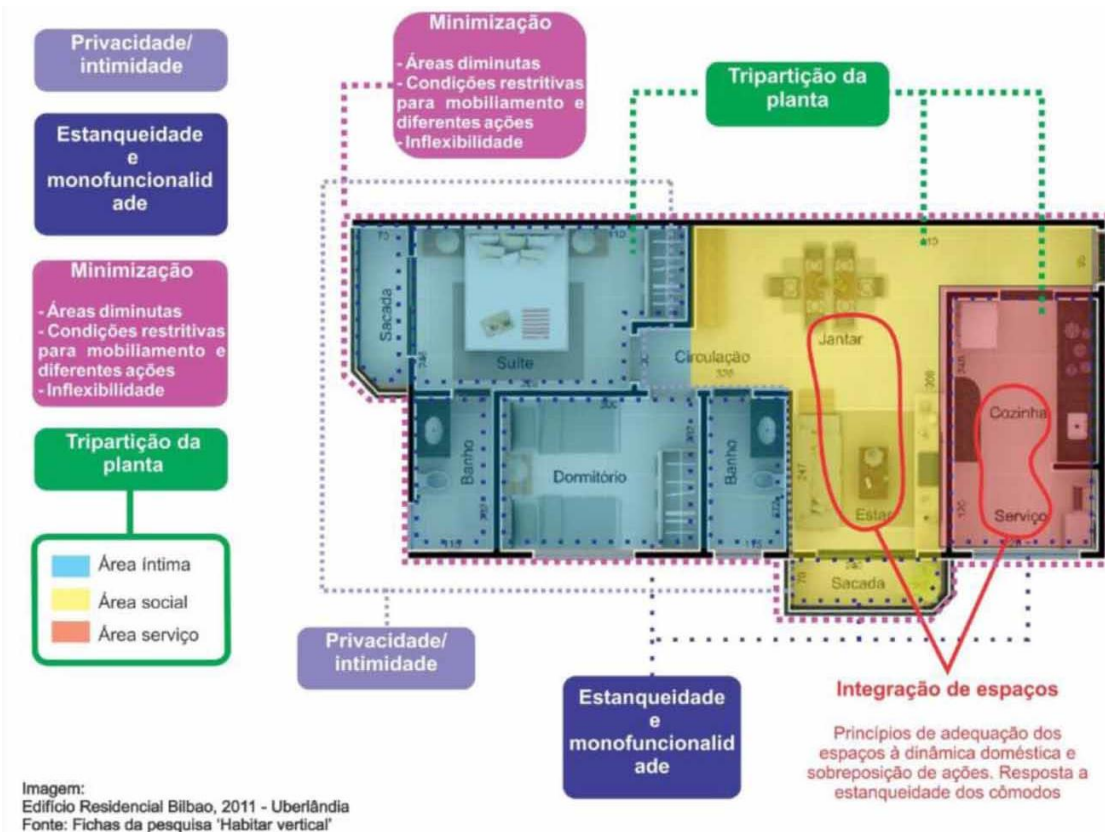 Privacidade/
intimidade
Estanqueidade
e
monofuncionalid
ade
Minimização
- Áreas diminutas
- Condições restritivas
para mobiliamento e
diferentes ações
- Inflexibilidade
Tripartição da
planta
Área íntima
Área social
Área serviço
Minimização
- Áreas diminutas
- Condições restritivas
para mobiliamento e
diferentes ações
- Inflexibilidade
Tripartição da
planta
Sacada
Suíte
Circulação
Jantar
Cozinha
Banho
Dormitório
Banho
247
Estar
Serviço
Sacada
Privacidade/
intimidade
Estanqueidade
e
monofuncionalid
ade
Integração de espaços
Princípios de adequação dos
espaços à dinâmica doméstica e
sobreposição de ações. Resposta a
estanqueidade dos cômodos
Imagem:
Edifício Residencial Bilbao, 2011 - Uberlândia
Fonte: Fichas da pesquisa 'Habitar vertical'